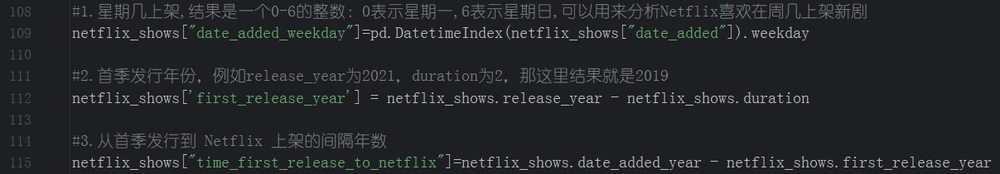 108 #1.星期几上架,结果是一个0-6的整数: 0表示星期一,6表示星期日,可以用来分析Netflix喜欢在周几上架新剧
109 netflix_shows["date_added_weekday"]=pd.DatetimeIndex(netflix_shows["date_added"]).weekday
110
111 #2.首季发行年份，例如release_year为2021，duration为2，那这里结果就是2019
112 netflix_shows['first_release_year'] = netflix_shows.release_year - netflix_shows.duration
113
114 #3.从首季发行到 Netflix 上架的间隔年数
115 netflix_shows["time_first_release_to_netflix"]=netflix_shows.date_added_year - netflix_shows.first_release_year